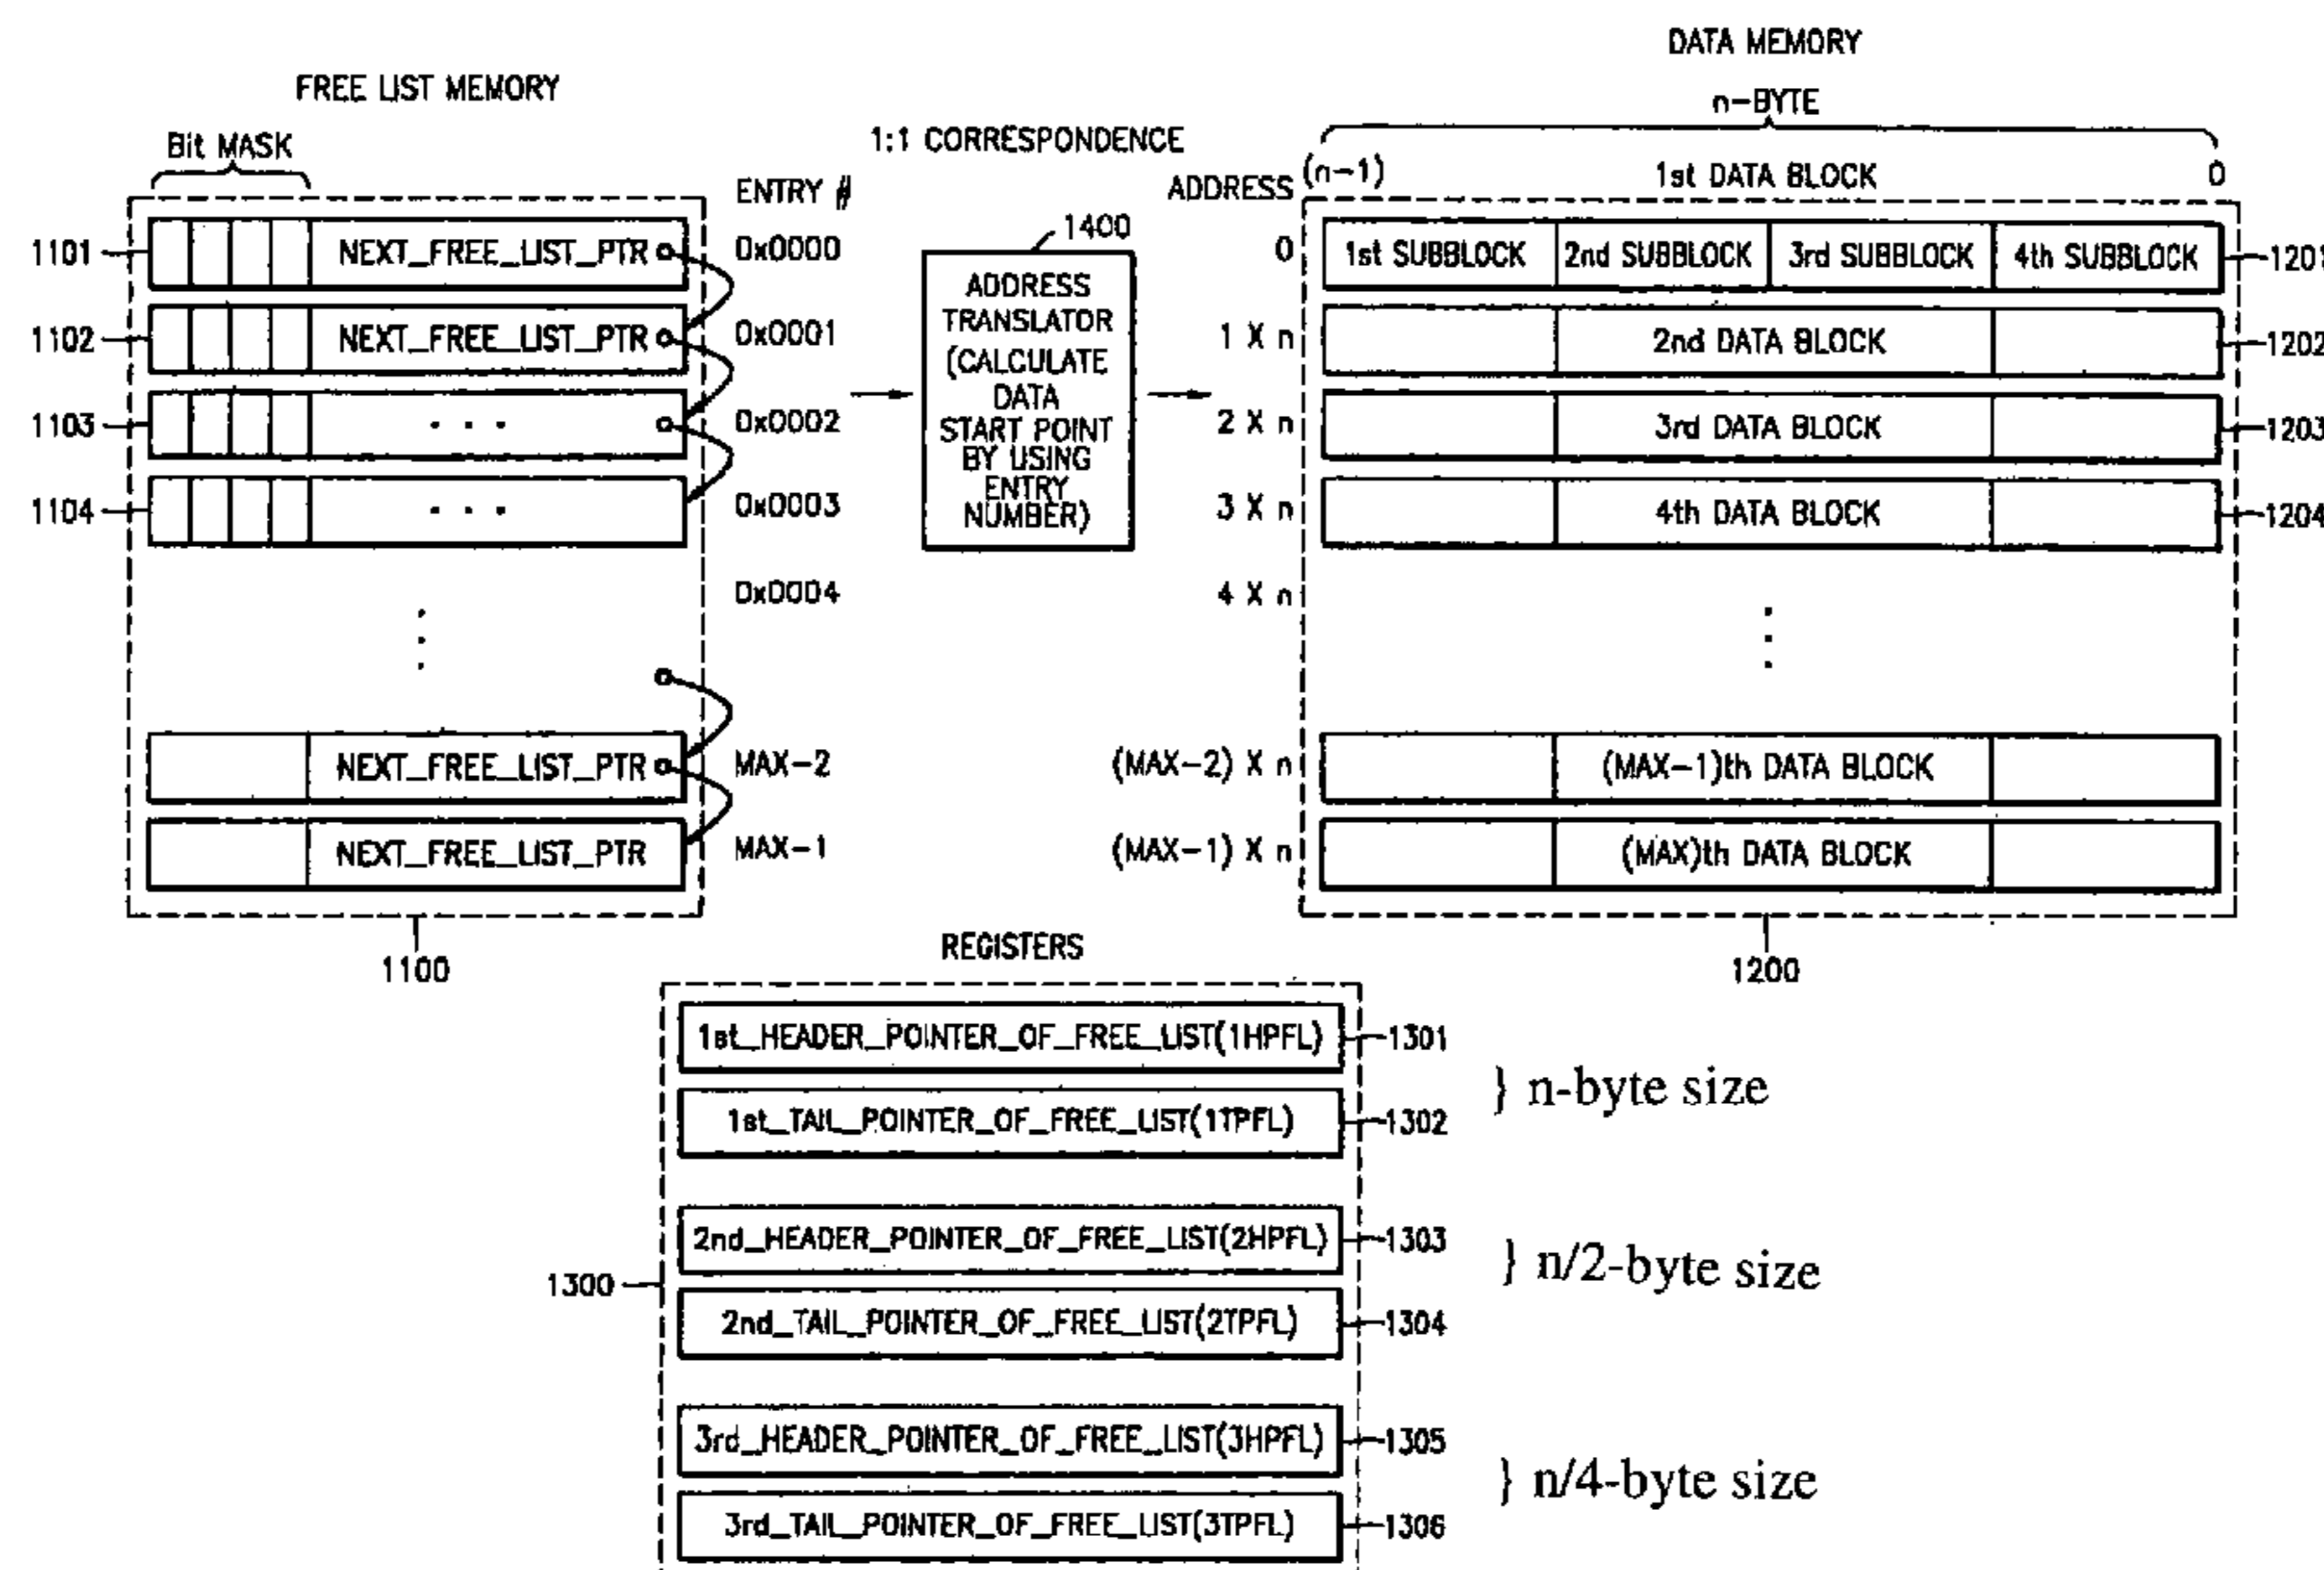 DATA MEMORY
FREE LIST MEMORY
n-BYTE
Bit MASK
1:1 CORRESPONDENCE
ENTRY #
ADDRESS
(n-1)
1st DATA BLOCK
0
1101
NEXT_FREE_LIST_PTR
0x0000
1400
0
1st SUBBLOCK
2nd SUBBLOCK
3rd SUBBLOCK
4th SUBBLOCK
1201
ADDRESS
TRANSLATOR
(CALCULATE
DATA
START POINT
BY USING
ENTRY
NUMBER)
1102
NEXT_FREE_LIST_PTR
0x0001
1 X n
2nd DATA BLOCK
1202
1103
. . .
0x0002
2 X n
3rd DATA BLOCK
1203
1104
. . .
0x0003
3 X n
4th DATA BLOCK
1204
0x0004
4 X n
NEXT_FREE_LIST_PTR
MAX-2
(MAX-2) X n
(MAX-1)th DATA BLOCK
NEXT_FREE_LIST_PTR
MAX-1
(MAX-1) X n
(MAX)th DATA BLOCK
1100
1200
REGISTERS
1st_HEADER_POINTER_OF_FREE_LIST(1HPFL)
1301
} n-byte size
1st_TAIL_POINTER_OF_FREE_LIST(1TPFL)
1302
2nd_HEADER_POINTER_OF_FREE_LIST(2HPFL)
1303
} n/2-byte size
1300
2nd_TAIL_POINTER_OF_FREE_LIST(2TPFL)
1304
3rd_HEADER_POINTER_OF_FREE_LIST(3HPFL)
1305
} n/4-byte size
3rd_TAIL_POINTER_OF_FREE_LIST(3TPFL)
1306